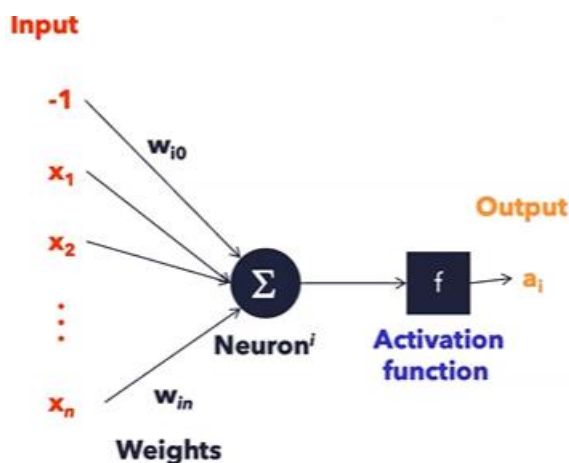 Input
-1
w_i0
x_1
x_2
Output
Σ
f
a_i
Neuron^i
Activation
function
x_n
w_in
Weights